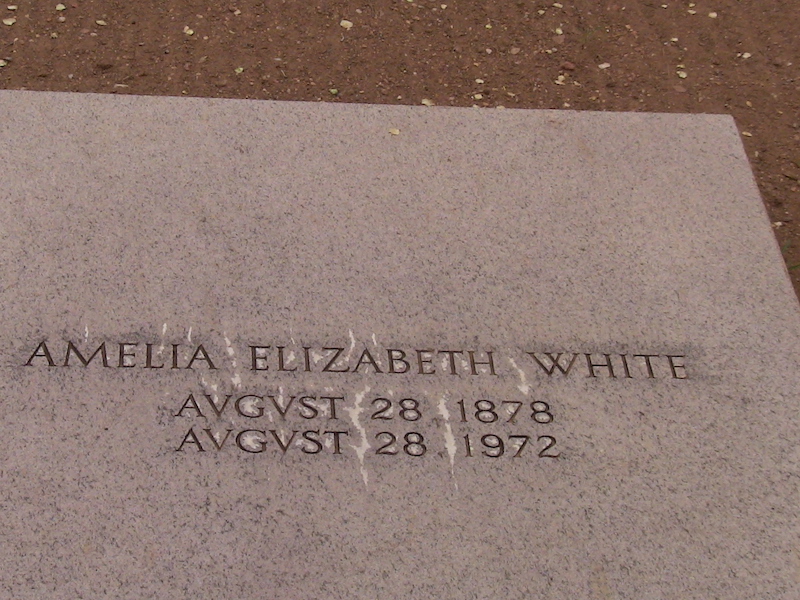 AMELIA ELIZABETH WHITE
AVGVST 28 1878
AVGVST 28 1972